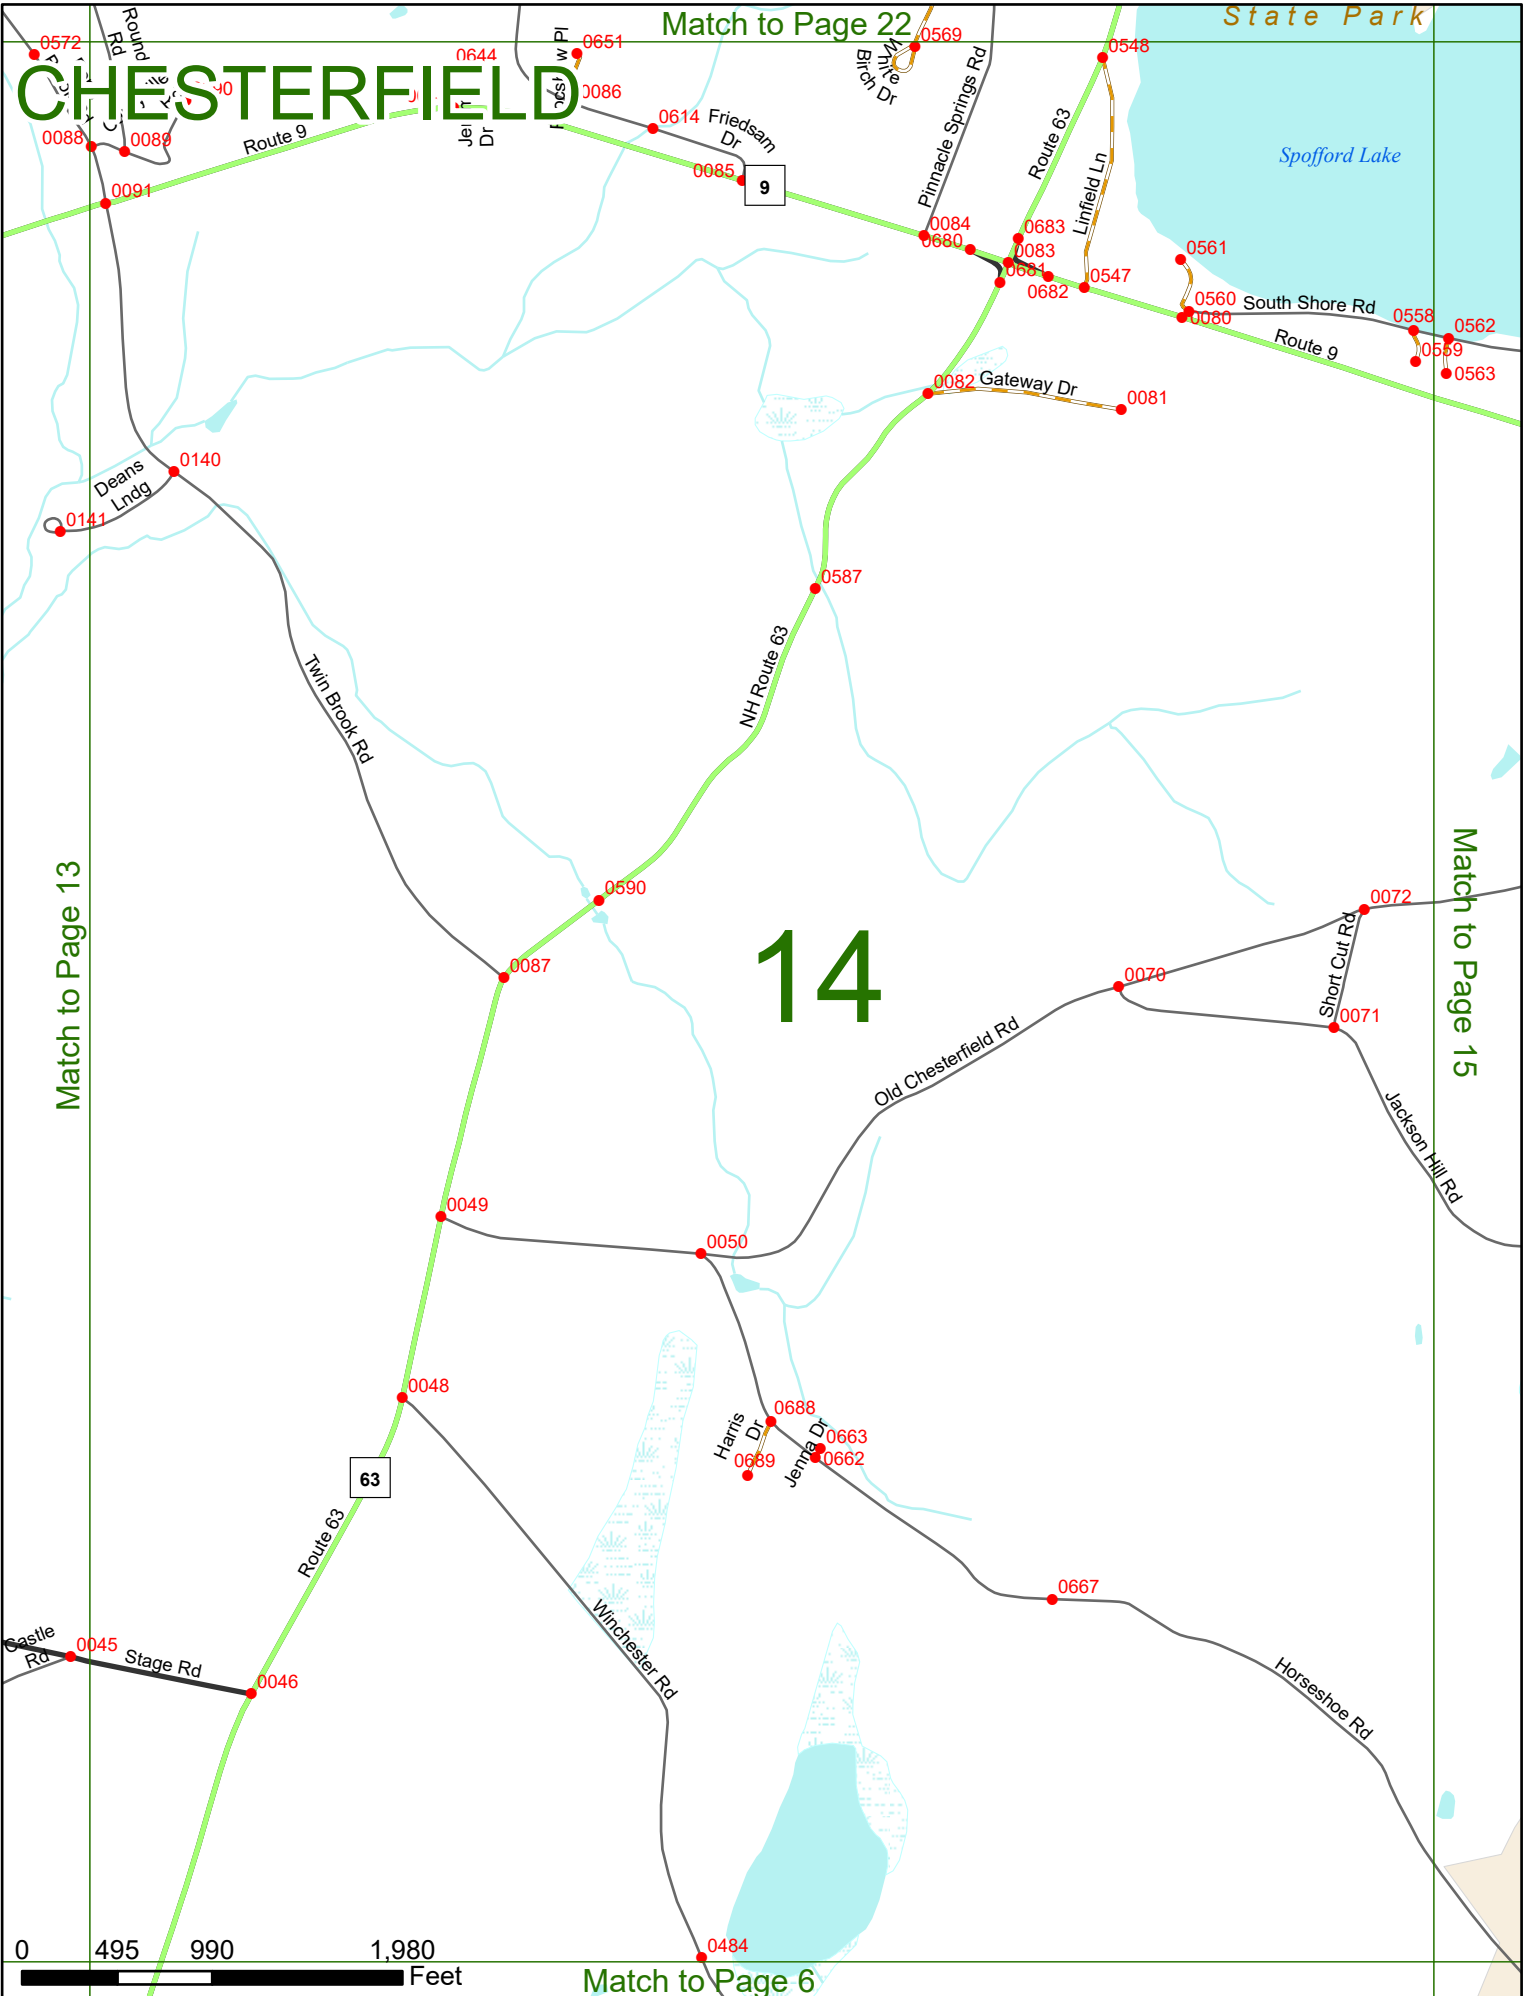 Match to Page 22
State Park
CHESTERFIELD
0572
Round
Rd
0644
0651
0569
White
Birch Dr
0548
0086
0614
Friedsam
Dr
Pinnacle Springs Rd
Route 63
Linfield Ln
Spofford Lake
0088
0089
Route 9
Dr
0085
9
0091
0084
0680
0683
0083
0681
0682
0547
0561
0560
0080
South Shore Rd
0558
0562
0559
0563
Route 9
0082
Gateway Dr
0081
0140
Deans
Lndg
0141
0587
NH Route 63
Twin Brook Rd
0590
0087
Match to Page 13
14
Match to Page 15
0072
0070
Short Cut Rd
0071
Old Chesterfield Rd
Jackson Hill Rd
0049
0050
0048
0688
Harris
Dr
0689
Jenna Dr
0663
0662
63
Route 63
0667
Winchester Rd
Horseshoe Rd
Castle
Rd
0045
Stage Rd
0046
0484
0 495 990 1,980
Feet
Match to Page 6